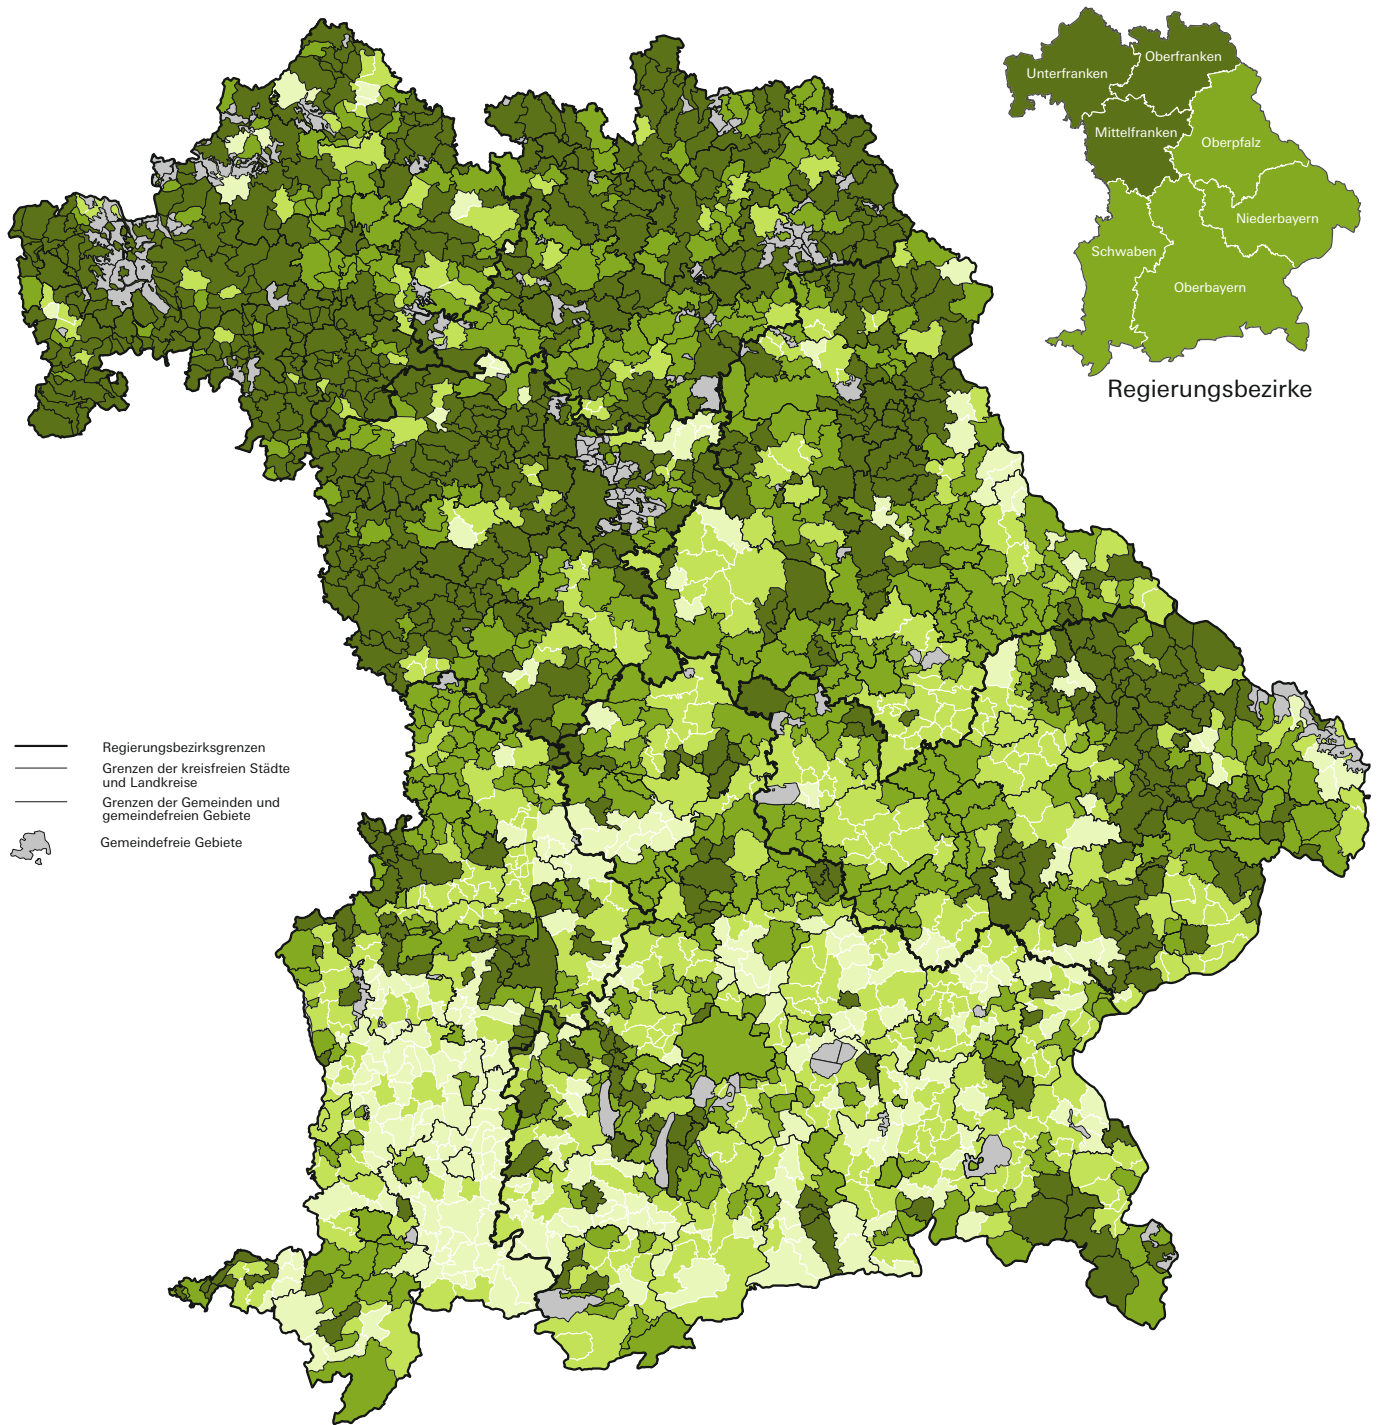 Unterfranken
Oberfranken
Mittelfranken
Oberpfalz
Niederbayern
Schwaben
Oberbayern
Regierungsbezirke
Regierungsbezirksgrenzen
Grenzen der kreisfreien Städte
und Landkreise
Grenzen der Gemeinden und
gemeindefreien Gebiete
Gemeindefreie Gebiete